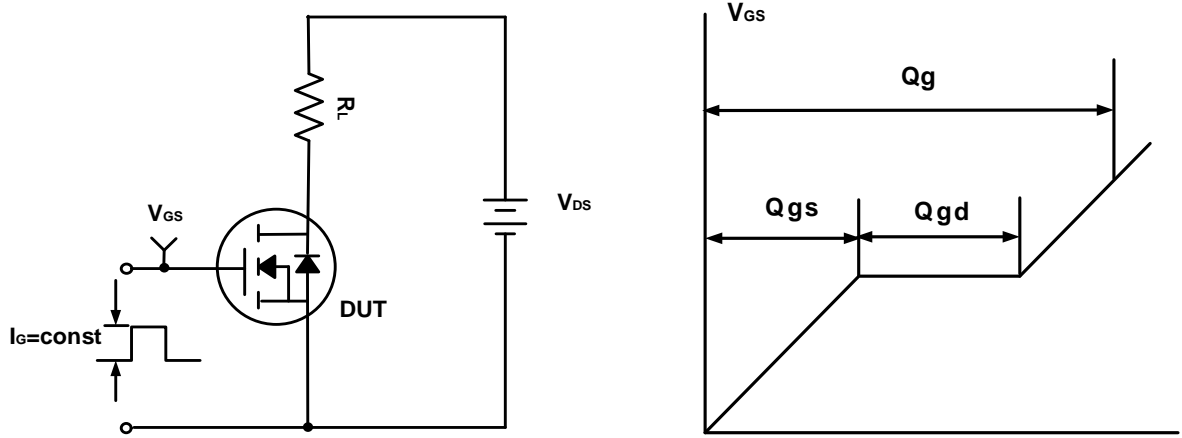 RL
VDS
VGS
DUT
IG=const
VGS
Qg
Qgs
Qgd